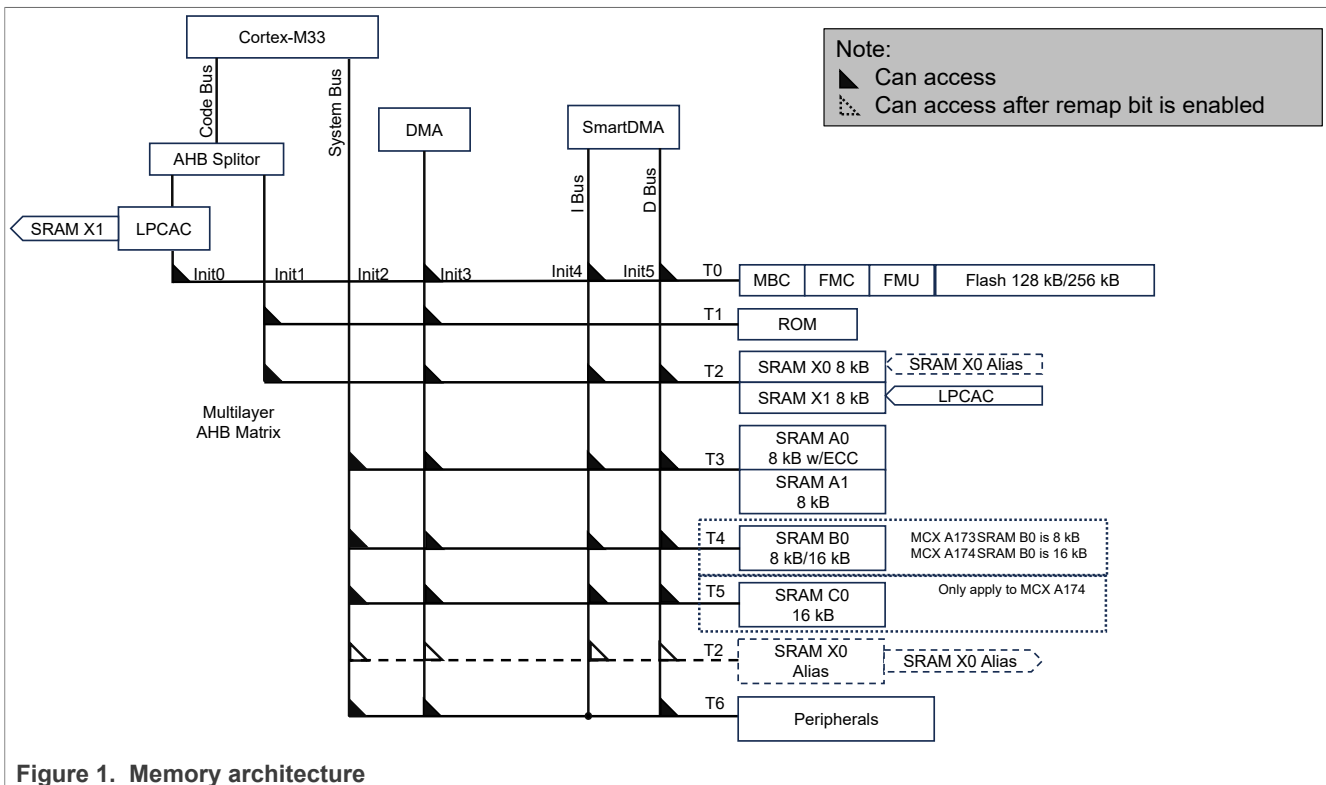 Cortex-M33
Note:
Can access
Can access after remap bit is enabled
Code Bus
System Bus
DMA
SmartDMA
AHB Splitor
I Bus
D Bus
SRAM X1
LPCAC
Init0
Init1
Init2
Init3
Init4
Init5
T0
MBC
FMC
FMU
Flash 128 kB/256 kB
T1
ROM
T2
SRAM X0 8 kB
SRAM X0 Alias
SRAM X1 8 kB
LPCAC
Multilayer
AHB Matrix
T3
SRAM A0
8 kB w/ECC
SRAM A1
8 kB
T4
SRAM B0
8 kB/16 kB
MCX A173SRAM B0 is 8 kB
MCX A174SRAM B0 is 16 kB
T5
SRAM C0
16 kB
Only apply to MCX A174
T2
SRAM X0
Alias
SRAM X0 Alias
T6
Peripherals
Figure 1. Memory architecture